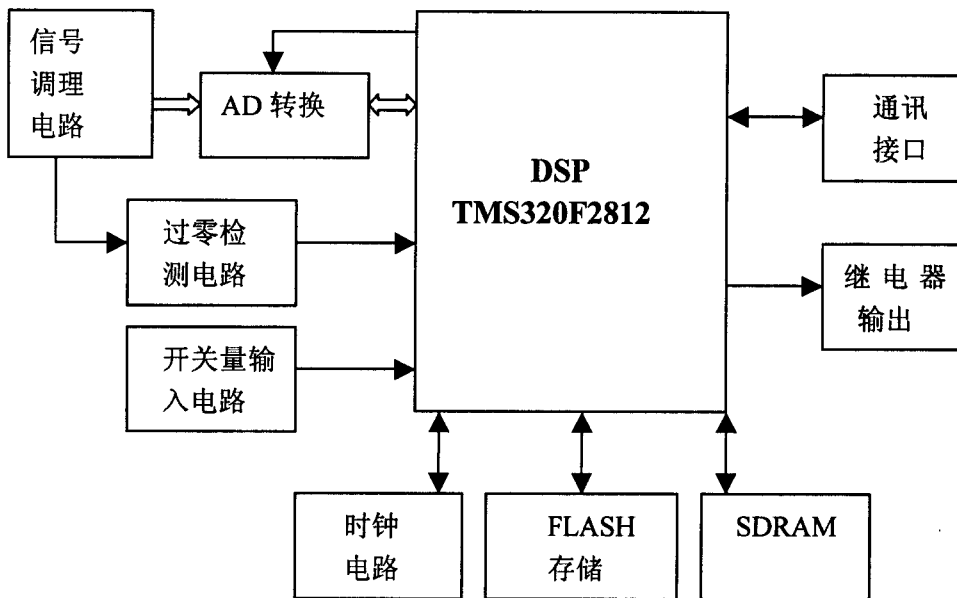 信号
调理
电路
AD 转换
DSP
TMS320F2812
通讯
接口
过零检
测电路
继 电 器
输出
开关量输
入电路
时钟
电路
FLASH
存储
SDRAM